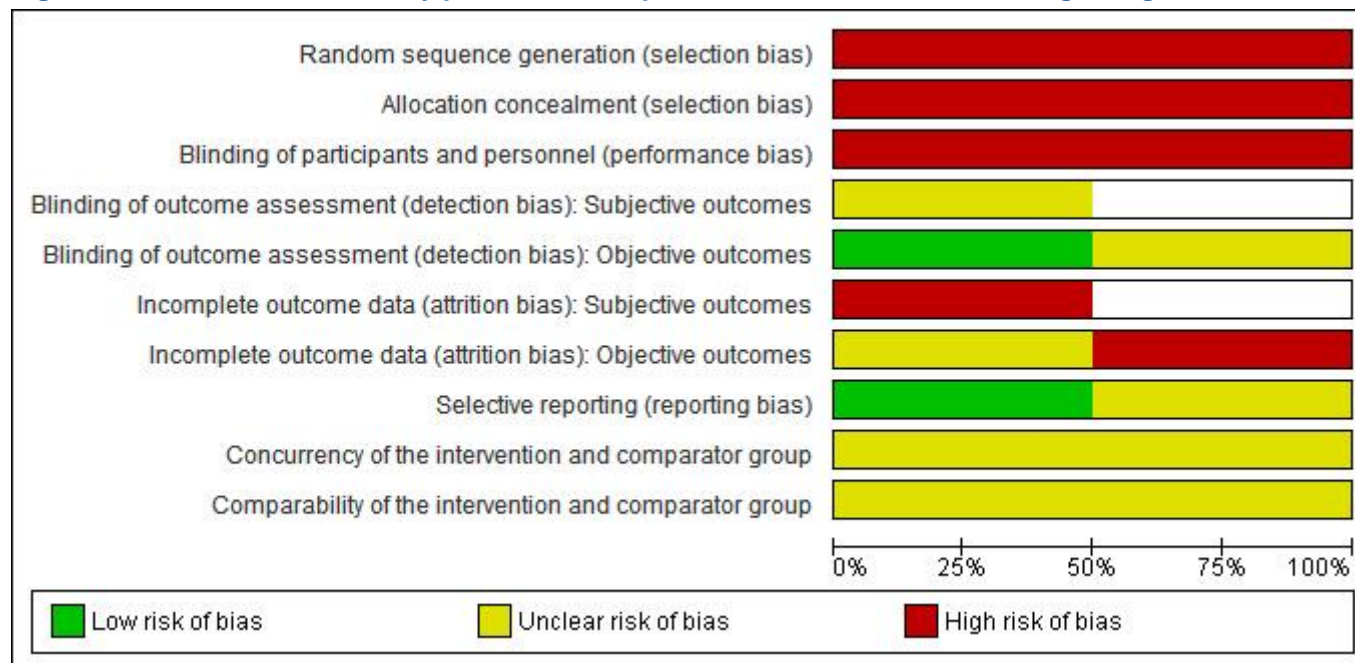 Random sequence generation (selection bias)
Allocation concealment (selection bias)
Blinding of participants and personnel (performance bias)
Blinding of outcome assessment (detection bias): Subjective outcomes
Blinding of outcome assessment (detection bias): Objective outcomes
Incomplete outcome data (attrition bias): Subjective outcomes
Incomplete outcome data (attrition bias): Objective outcomes
Selective reporting (reporting bias)
Concurrency of the intervention and comparator group
Comparability of the intervention and comparator group
0% 25% 50% 75% 100%
Low risk of bias Unclear risk of bias High risk of bias